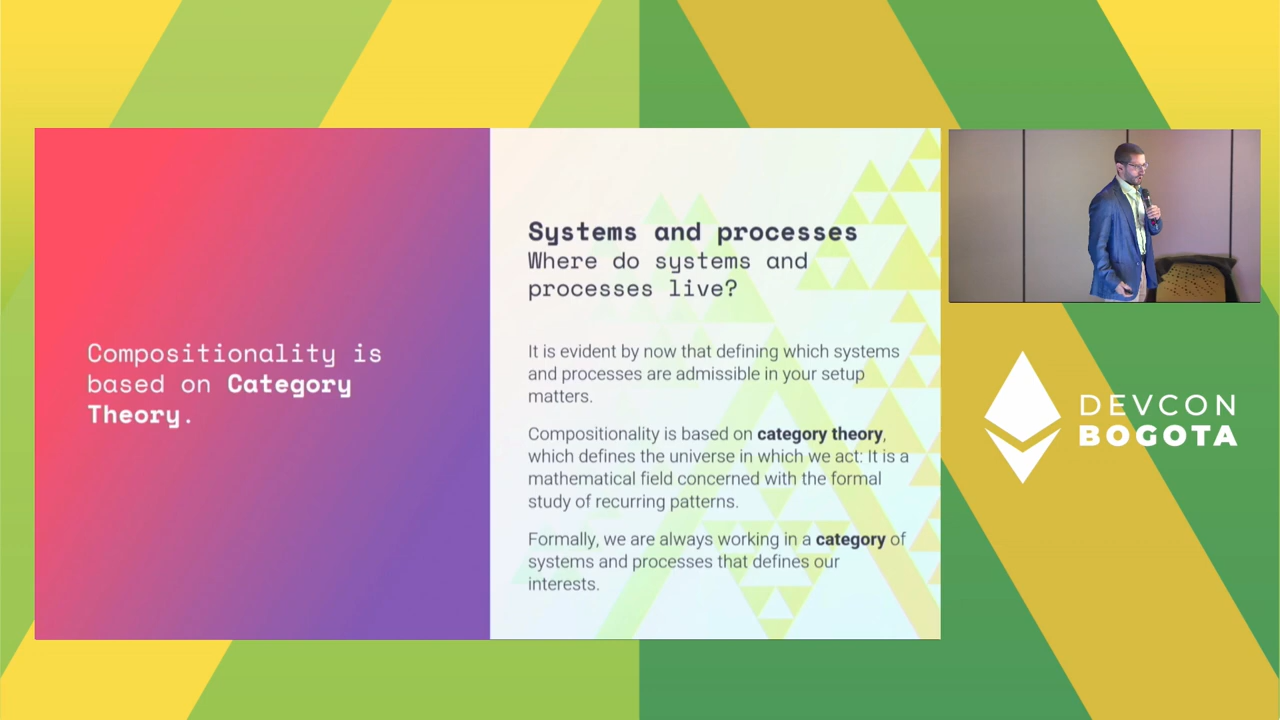 Compositionality is
based on Category
Theory.
Systems and processes
Where do systems and
processes live?
It is evident by now that defining which systems
and processes are admissible in your setup
matters.
Compositionality is based on category theory,
which defines the universe in which we act: It is a
mathematical field concerned with the formal
study of recurring patterns.
Formally, we are always working in a category of
systems and processes that defines our
interests.
DEVCON
BOGOTA